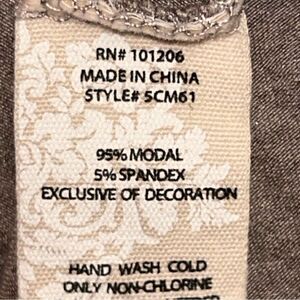 RN# 101206
MADE IN CHINA
STYLE# 5CM61
95% MODAL
5% SPANDEX
EXCLUSIVE OF DECORATION
HAND WASH COLD
ONLY NON-CHLORINE